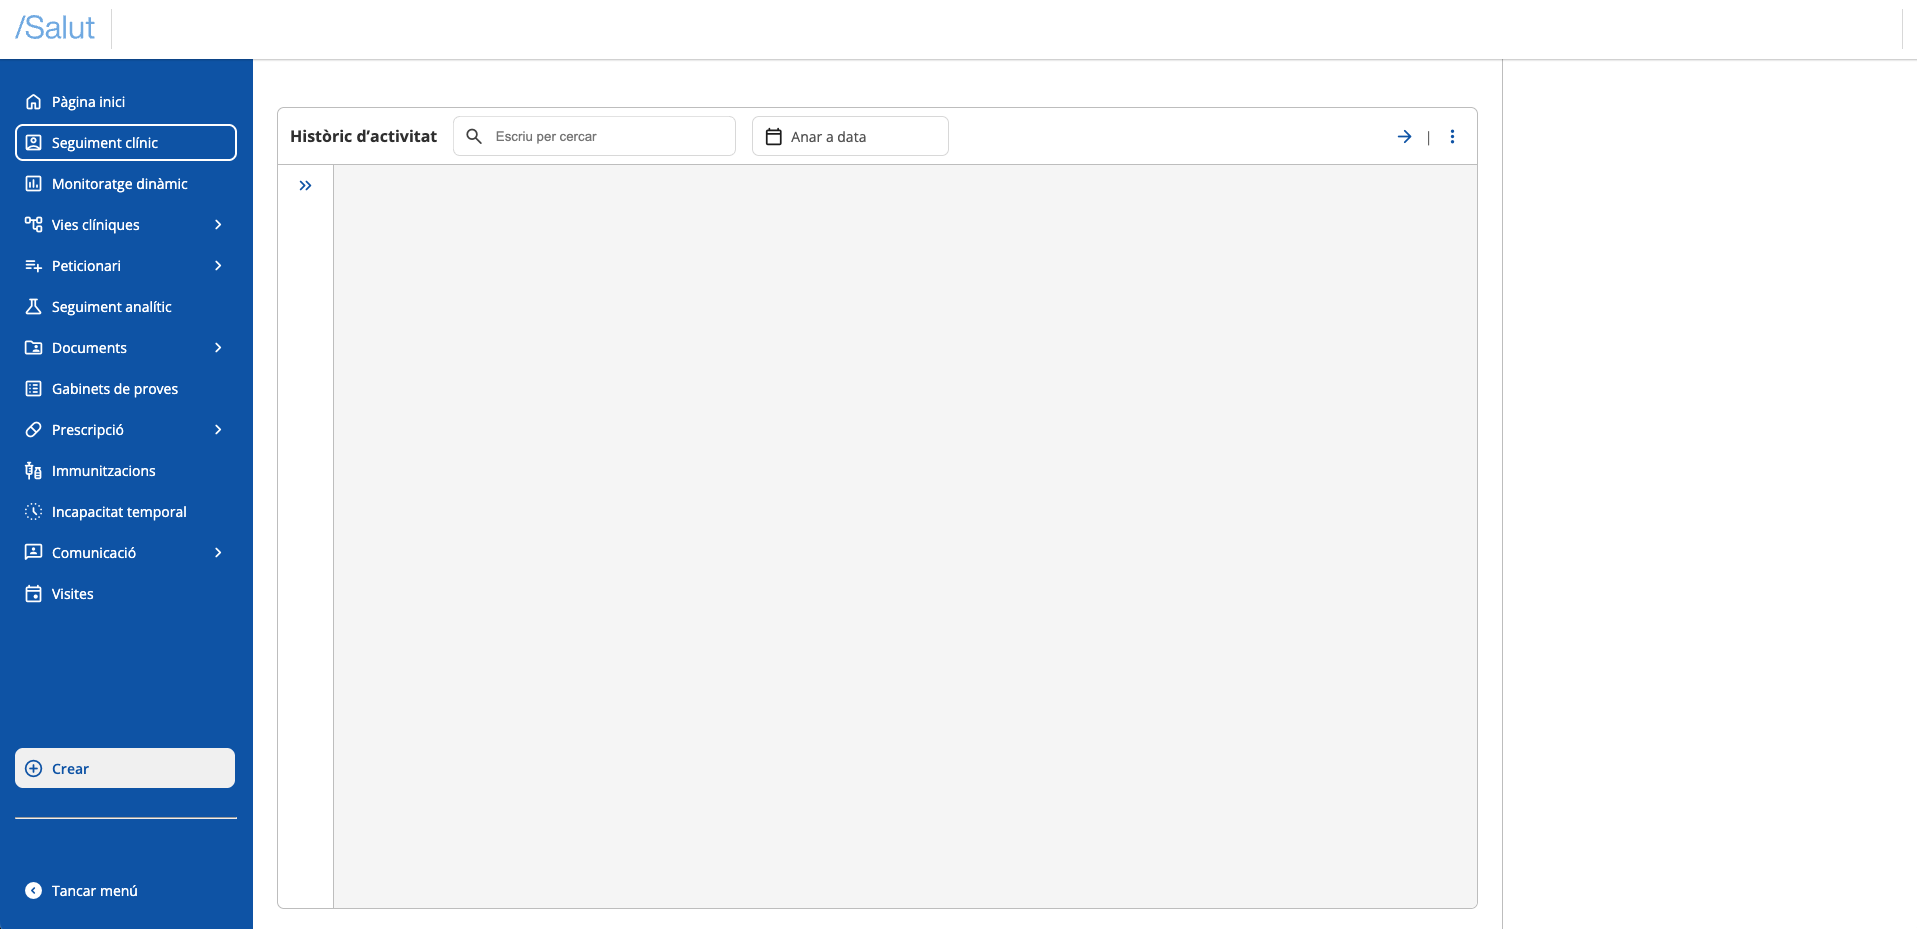 /Salut
Pàgina inici
Seguiment clínic
Monitoratge dinàmic
Vies clíniques
Peticionari
Seguiment analític
Documents
Gabinets de proves
Prescripció
Immunitzacions
Incapacitat temporal
Comunicació
Visites
Crear
Tancar menú
Històric d’activitat
Escriu per cercar
Anar a data
|